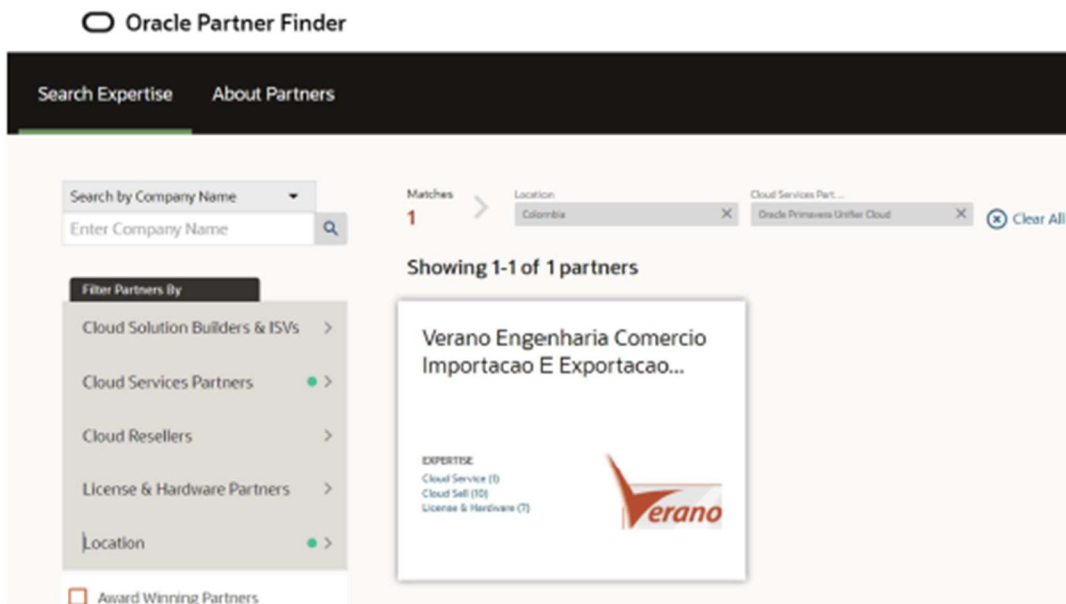 Oracle Partner Finder
Search Expertise About Partners
Search by Company Name
Enter Company Name
Filter Partners By
Cloud Solution Builders & ISVs
Cloud Services Partners
Cloud Resellers
License & Hardware Partners
Location
Award Winning Partners
Matches
1
Location
Colombia
Cloud Services Part...
Oracle Primavera Unifier Cloud
Clear All
Showing 1-1 of 1 partners
Verano Engenharia Comercio
Importacao E Exportacao...
EXPERTISE
Cloud Service (1)
Cloud Sell (10)
License & Hardware (7)
Verano